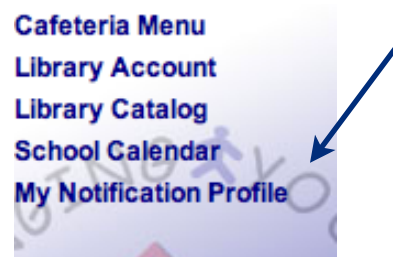 Cafeteria Menu
Library Account
Library Catalog
School Calendar
My Notification Profile